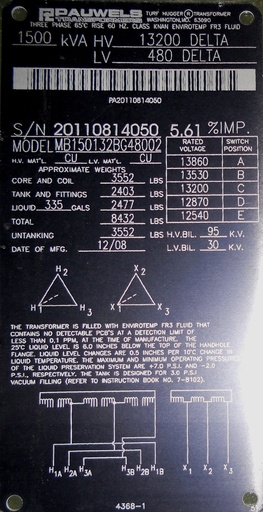 PAUWELS TURF HUGGER® TRANSFORMER
TRANSFORMERS WASHINGTON, MO. 63090
THREE PHASE 65°C RISE 60 HZ. CLASS KNAN ENVIROTEMP FR3 FLUID
1500 KVA HV 13200 DELTA
LV 480 DELTA
PA20110814060
S/N 20110814050 5.61 %IMP.
MODEL MB150132BG48002
H.V. MAT'L. CU L.V. MAT'L. CU
APPROXIMATE WEIGHTS
CORE AND COIL 3552 LBS
TANK AND FITTINGS 2403 LBS
LIQUID 335 GALS 2477 LBS
TOTAL 8432 LBS
UNTANKING 3552 LBS
DATE OF MFG. 12/08
RATED VOLTAGE SWITCH POSITION
13860 A
13530 B
13200 C
12870 D
12540 E
H.V.BIL. 95 K.V.
L.V.BIL. 30 K.V.
H2 X2
H1 H3 X1 X3
THE TRANSFORMER IS FILLED WITH ENVIROTEMP FR3 FLUID THAT
CONTAINS NO DETECTABLE PCB'S AT A DETECTION LIMIT OF
LESS THAN 0.1 PPM, AT THE TIME OF MANUFACTURE. THE
25°C LIQUID LEVEL IS 6.0 INCHES BELOW THE TOP OF THE HANDHOLE
FLANGE. LIQUID LEVEL CHANGES ARE 0.5 INCHES PER 10°C CHANGE IN
LIQUID TEMPERATURE. THE MAXIMUM AND MINIMUM OPERATING PRESSURES
OF THE LIQUID PRESERVATION SYSTEM ARE +7.0 P.S.I. AND -2.0
P.S.I., RESPECTIVELY. THE TANK IS DESIGNED FOR 3.0 P.S.I
VACUUM FILLING (REFER TO INSTRUCTION BOOK NO. 7-8102).
H1A H2A H3A H3B H2B H1B X1 X2 X3
4368-1